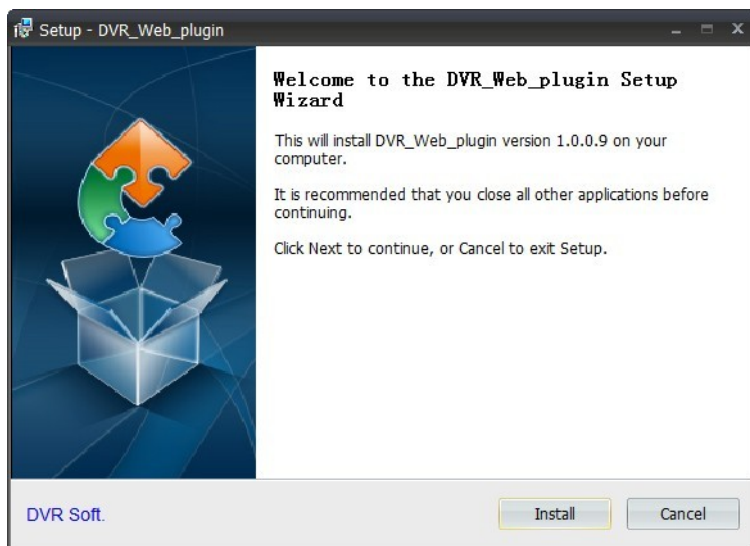 Setup - DVR_Web_plugin
Welcome to the DVR_Web_plugin Setup
Wizard
This will install DVR_Web_plugin version 1.0.0.9 on your
computer.
It is recommended that you close all other applications before
continuing.
Click Next to continue, or Cancel to exit Setup.
DVR Soft.
Install
Cancel